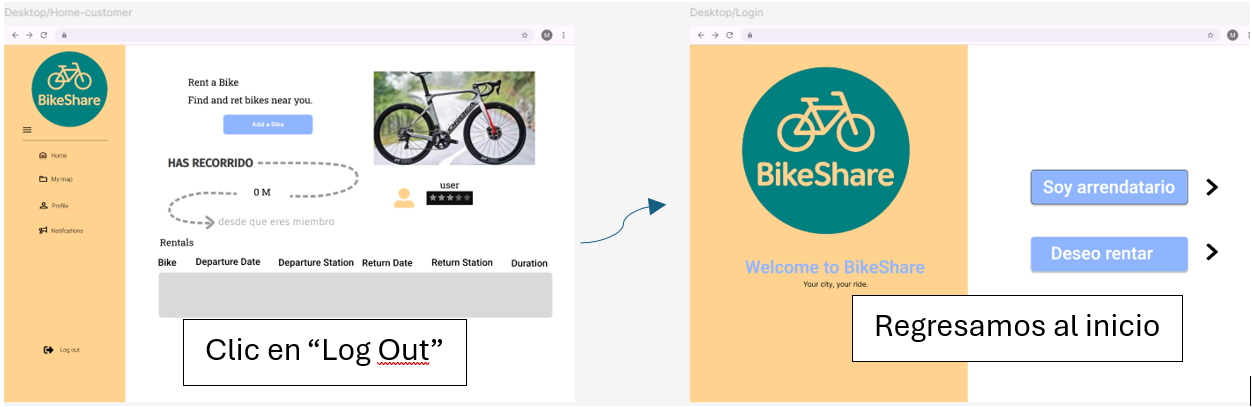 Desktop/Home-customer
M
BikeShare
Home
My map
Profile
Notifcations
Log out
Rent a Bike
Find and ret bikes near you.
Add a Bike
HAS RECORRIDO
0 M
desde que eres miembro
user
Rentals
Bike Departure Date Departure Station Return Date Return Station Duration
Clic en “Log Out”
Desktop/Login
M
BikeShare
Welcome to BikeShare
Your city, your ride.
Soy arrendatario
Deseo rentar
Regresamos al inicio